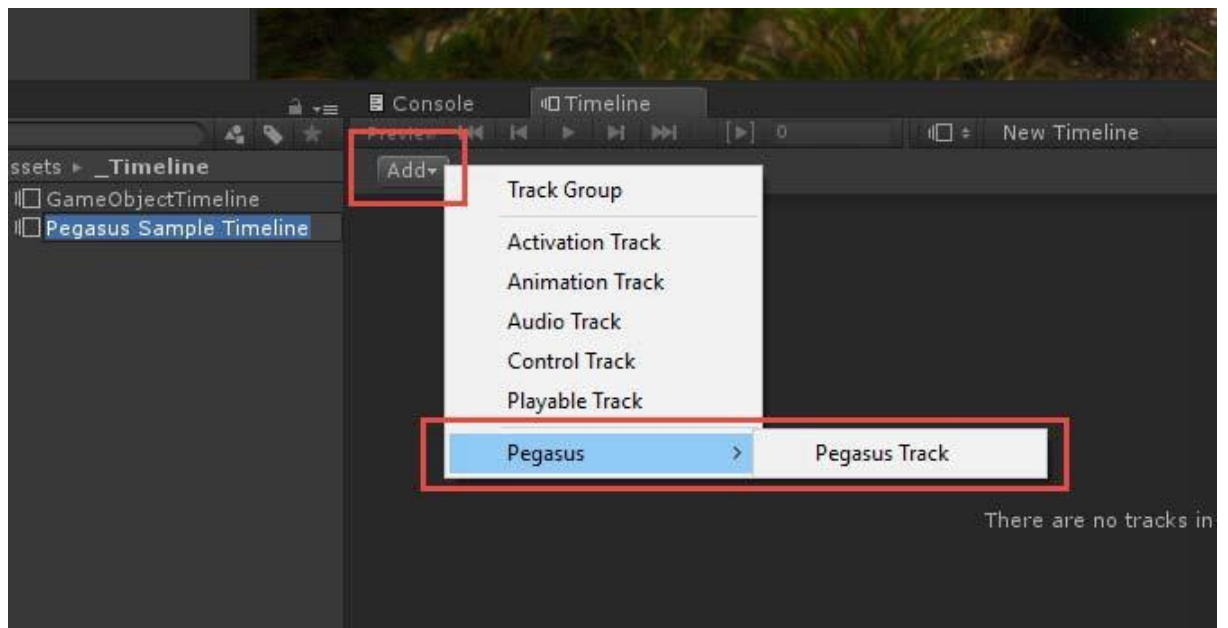 Console
Timeline
Preview
0
New Timeline
ssets ▸ _Timeline
Add
GameObjectTimeline
Pegasus Sample Timeline
Track Group
Activation Track
Animation Track
Audio Track
Control Track
Playable Track
Pegasus
Pegasus Track
There are no tracks in